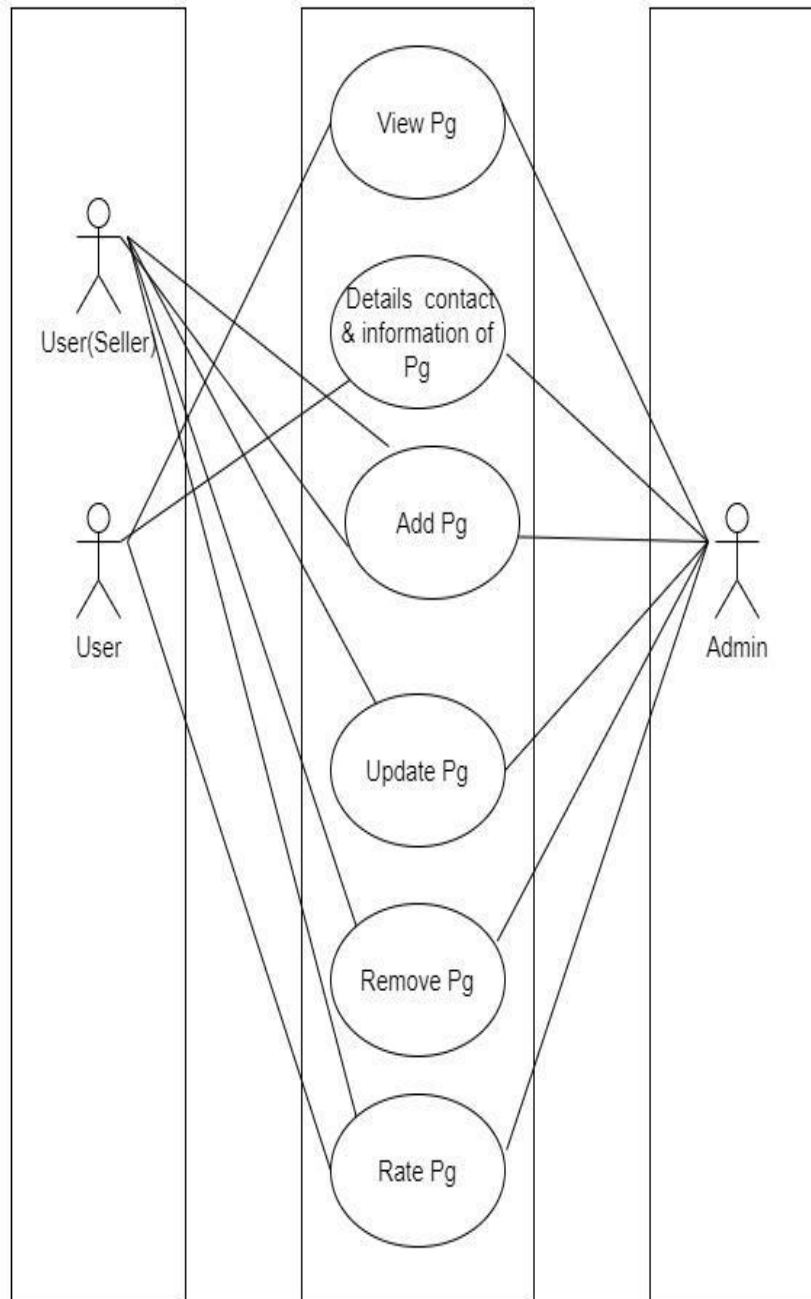 View Pg
User(Seller)
Details contact
& information of
Pg
Add Pg
User
Admin
Update Pg
Remove Pg
Rate Pg